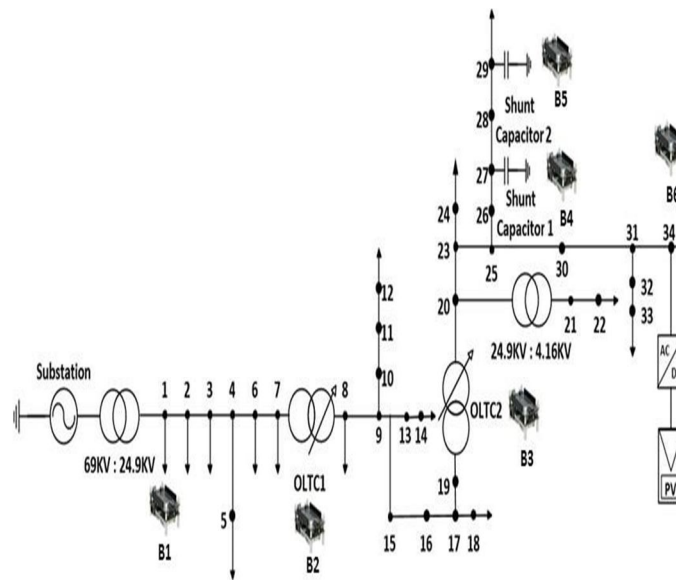 29
B5
Shunt
Capacitor 2
28
27
B4
B6
Shunt
Capacitor 1
24
26
23
25
30
31
34
32
33
12
11
10
20
21
22
24.9KV : 4.16KV
AC
D
PV
Substation
1
2
3
4
6
7
8
9
13
14
69KV : 24.9KV
OLTC1
OLTC2
B3
5
B1
B2
19
15
16
17
18